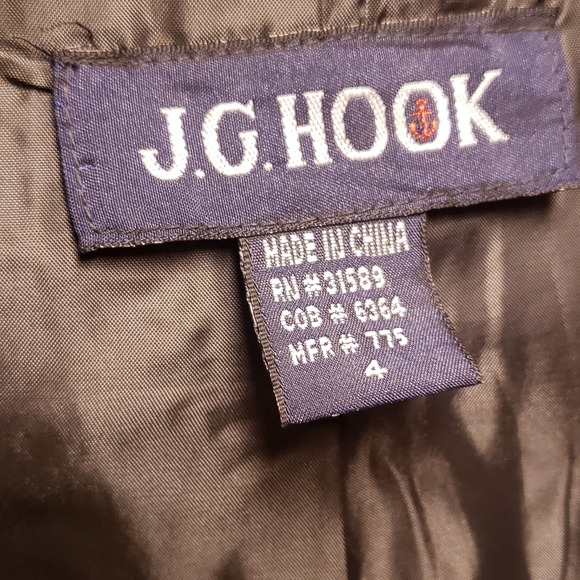 J.G.HOOK
MADE IN CHINA
RN # 31589
COB # 6364
MFR # 775
4